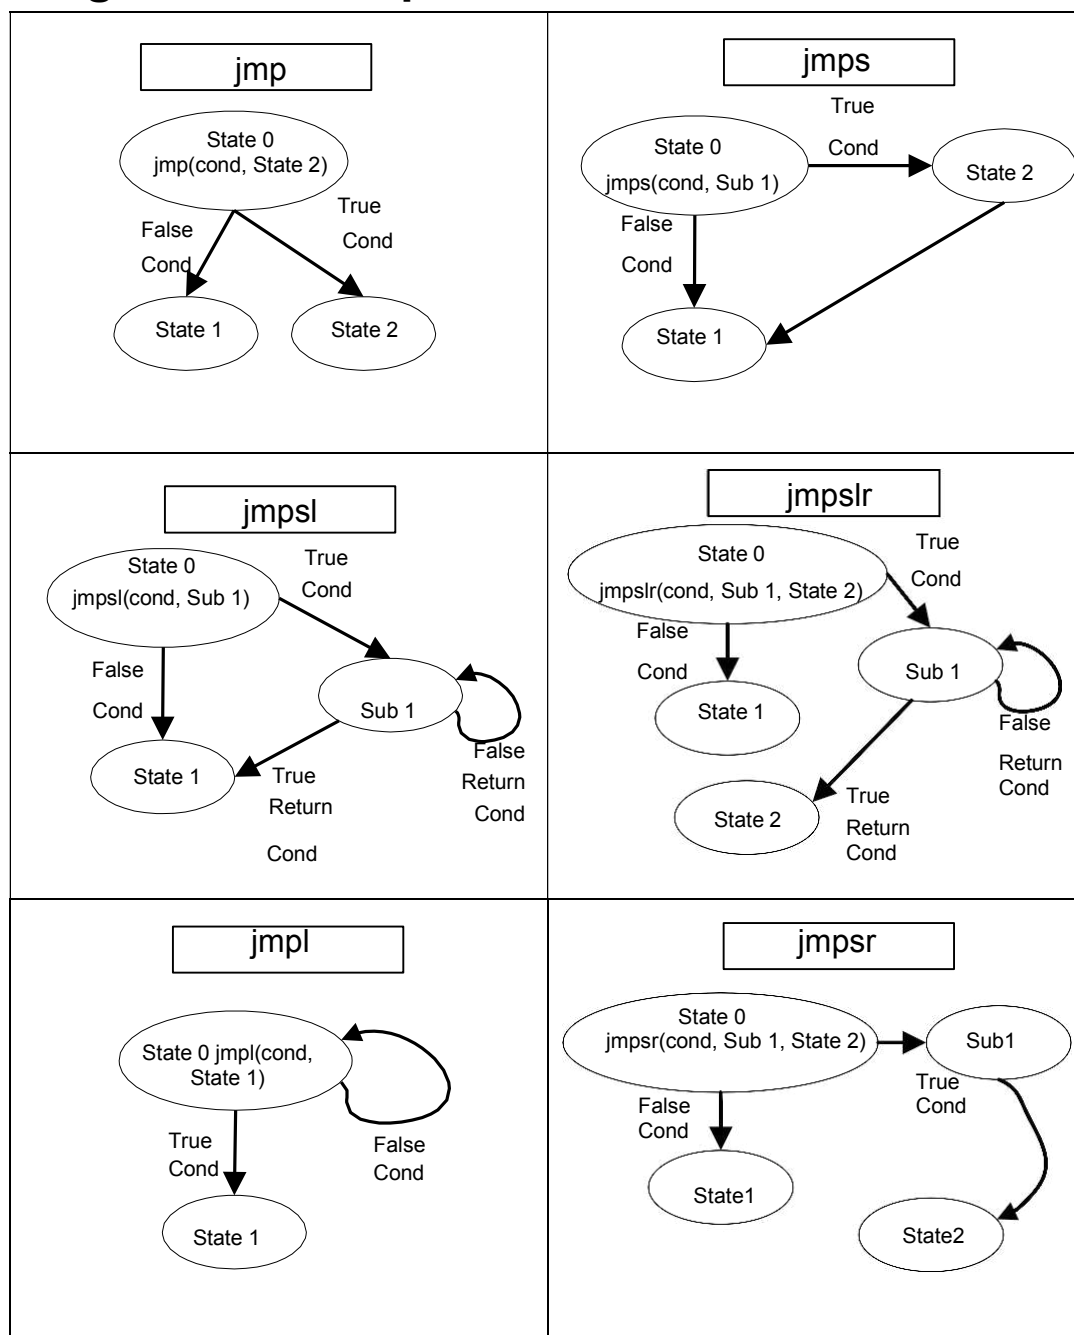 jmp
State 0
jmp(cond, State 2)
True
False
Cond
Cond
State 1
State 2
jmps
True
State 0
Cond
jmps(cond, Sub 1)
State 2
False
Cond
State 1
jmpsl
State 0
True
jmpsl(cond, Sub 1)
Cond
False
Cond
Sub 1
State 1
True
Return
Cond
False
Return
Cond
jmpslr
State 0
True
Cond
jmpslr(cond, Sub 1, State 2)
False
Cond
Sub 1
State 1
False
Return
Cond
State 2
True
Return
Cond
jmpl
State 0 jmpl(cond,
State 1)
True
Cond
False
Cond
State 1
jmpsr
State 0
jmpsr(cond, Sub 1, State 2)
Sub1
True
Cond
False
Cond
State1
State2